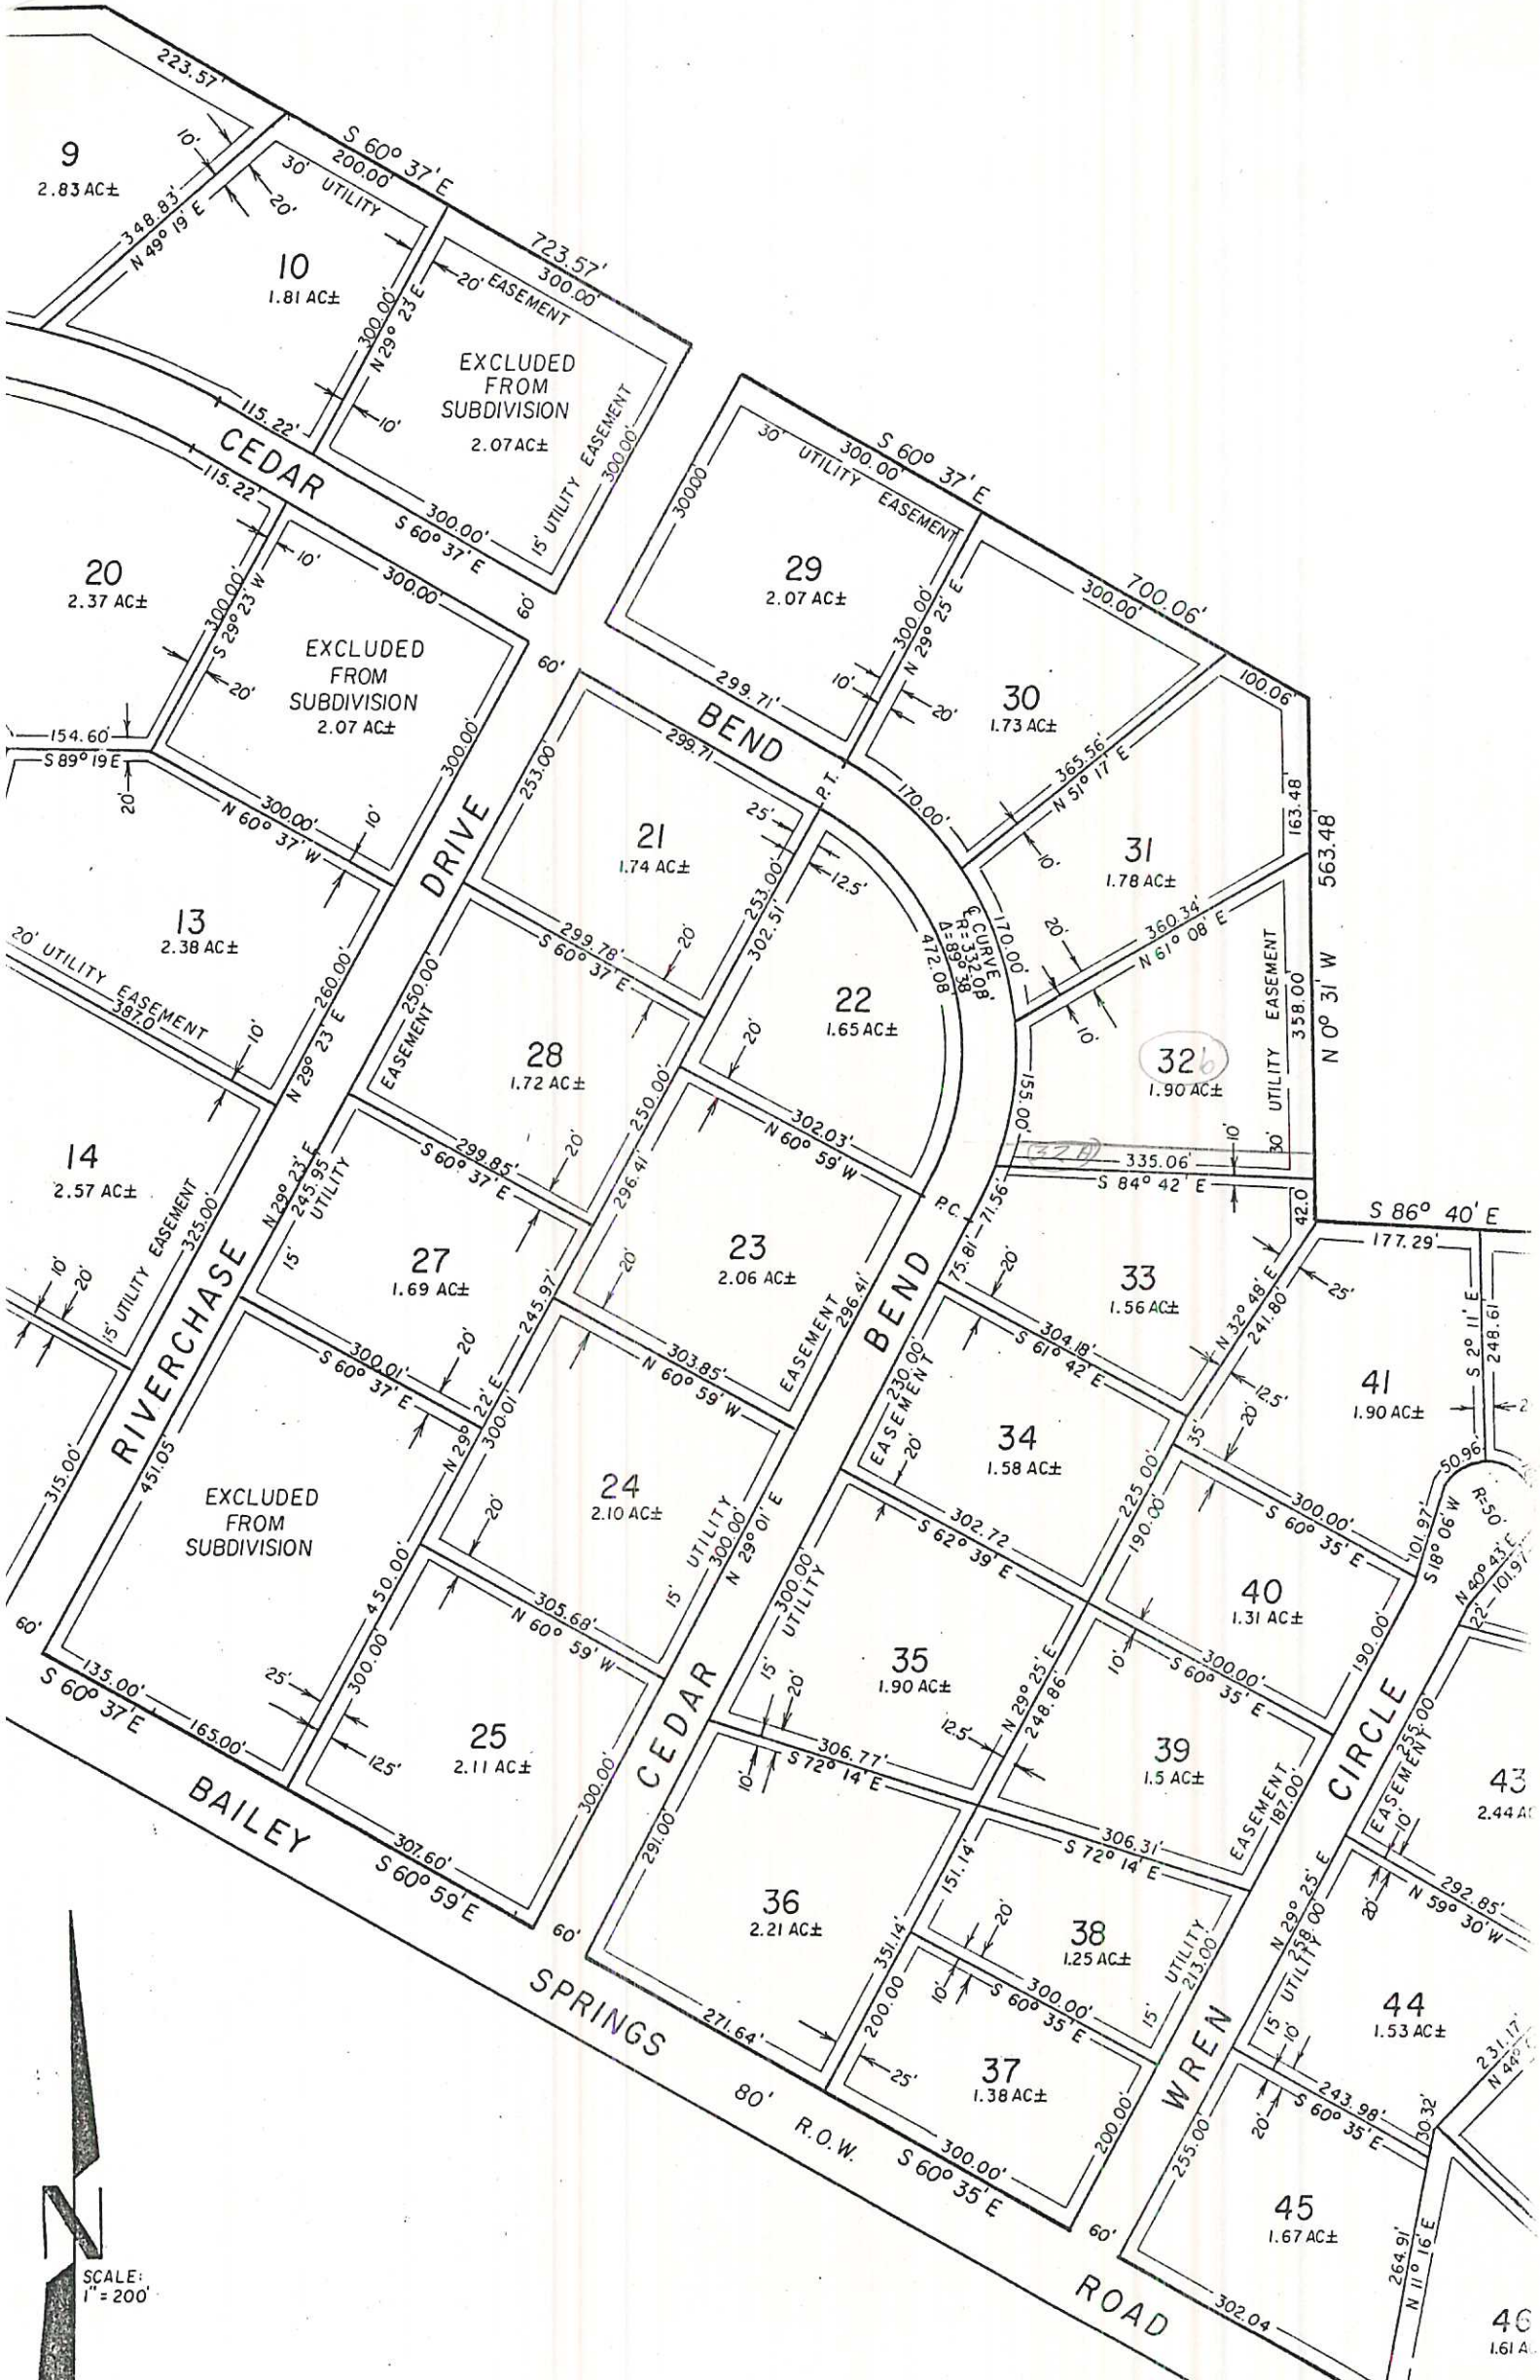 223.57'
S 60° 37' E
200.00'
9
2.83 AC±
10'
348.83'
N 49° 19' E
30' UTILITY
20'
10
1.81 AC±
300.00'
N 29° 23' E
20'
10'
115.22'
723.57'
300.00'
EASEMENT
EXCLUDED
FROM
SUBDIVISION
2.07 AC±
15' UTILITY EASEMENT
300.00'
300.00'
S 60° 37' E
CEDAR
115.22'
20
2.37 AC±
300.00'
S 29° 23' W
10'
20'
300.00'
60'
60'
EXCLUDED
FROM
SUBDIVISION
2.07 AC±
300.00'
154.60'
S 89° 19 E
20'
300.00'
N 60° 37' W
10'
S 60° 37' E
300.00'
30' UTILITY EASEMENT
300.00'
29
2.07 AC±
300.00'
N 29° 25' E
10'
20'
299.71'
700.06'
300.00'
30
1.73 AC±
365.56'
N 51° 17' E
100.06'
163.48'
563.48'
170.00'
31
1.78 AC±
10'
20'
BEND
299.71
P.T.
253.00'
25'
21
1.74 AC±
253.00'
12.5'
DRIVE
13
2.38 AC±
20' UTILITY EASEMENT
387.0'
260.00'
N 29° 23' E
10'
299.78'
S 60° 37' E
20'
302.51'
22
1.65 AC±
472.08
₵ CURVE
R=332.08'
Δ=89° 38
170.00'
360.34'
N 61° 08' E
10'
20'
32 b
1.90 AC±
30' UTILITY EASEMENT
358.00'
N 0° 31' W
155.00'
(32 A)
335.06'
10'
S 84° 42' E
250.00'
EASEMENT
28
1.72 AC±
250.00'
302.03'
N 60° 59' W
P.C.
71.56'
42.0
S 86° 40' E
177.29'
14
2.57 AC±
N 29° 23' E
245.95'
UTILITY
299.85'
S 60° 37' E
20'
296.41'
23
2.06 AC±
20'
BEND
75.81'
20'
33
1.56 AC±
N 32° 48' E
241.80'
25'
S 2° 11' E
248.61'
10'
20'
15' UTILITY EASEMENT
325.00'
15'
27
1.69 AC±
245.97'
303.85'
N 60° 59' W
EASEMENT
296.41'
304.18'
S 61° 42' E
12.5'
41
1.90 AC±
RIVERCHASE
300.01'
S 60° 37' E
20'
N 29° 22' E
300.01'
230.00'
EASEMENT
20'
34
1.58 AC±
35'
20'
50.96'
R=50'
315.00'
451.05'
EXCLUDED
FROM
SUBDIVISION
24
2.10 AC±
20'
UTILITY
300.00'
N 29° 01' E
302.72
S 62° 39' E
225.00'
190.00'
300.00'
S 60° 35' E
101.97'
S 18° 06' W
N 40° 43' E
101.97'
22
450.00'
305.68'
N 60° 59' W
15'
300.00'
UTILITY
40
1.31 AC±
190.00'
60'
S 60° 37' E
135.00'
165.00'
25'
300.00'
12.5'
25
2.11 AC±
300.00'
CEDAR
15'
20'
35
1.90 AC±
N 29° 25' E
248.86'
12.5'
10'
300.00'
S 60° 35' E
39
1.5 AC±
CIRCLE
255.00
EASEMENT
10'
43
BAILEY
307.60'
S 60° 59' E
306.77'
S 72° 14' E
10'
291.00'
306.31'
S 72° 14' E
EASEMENT
187.00'
292.85'
N 59° 30' W
20'
60'
36
2.21 AC±
151.14'
351.14'
20'
10'
38
1.25 AC±
UTILITY
213.00'
15'
N 29° 25' E
258.00'
15' UTILITY
10'
44
1.53 AC±
SPRINGS
271.64'
200.00'
300.00'
S 60° 35' E
25'
37
1.38 AC±
200.00'
WREN
243.98'
S 60° 35' E
20'
30.32'
231.17'
80' R.O.W.
300.00'
S 60° 35' E
60'
255.00'
45
1.67 AC±
264.91'
N 11° 16' E
ROAD
302.04
46
N
SCALE:
1"=200'